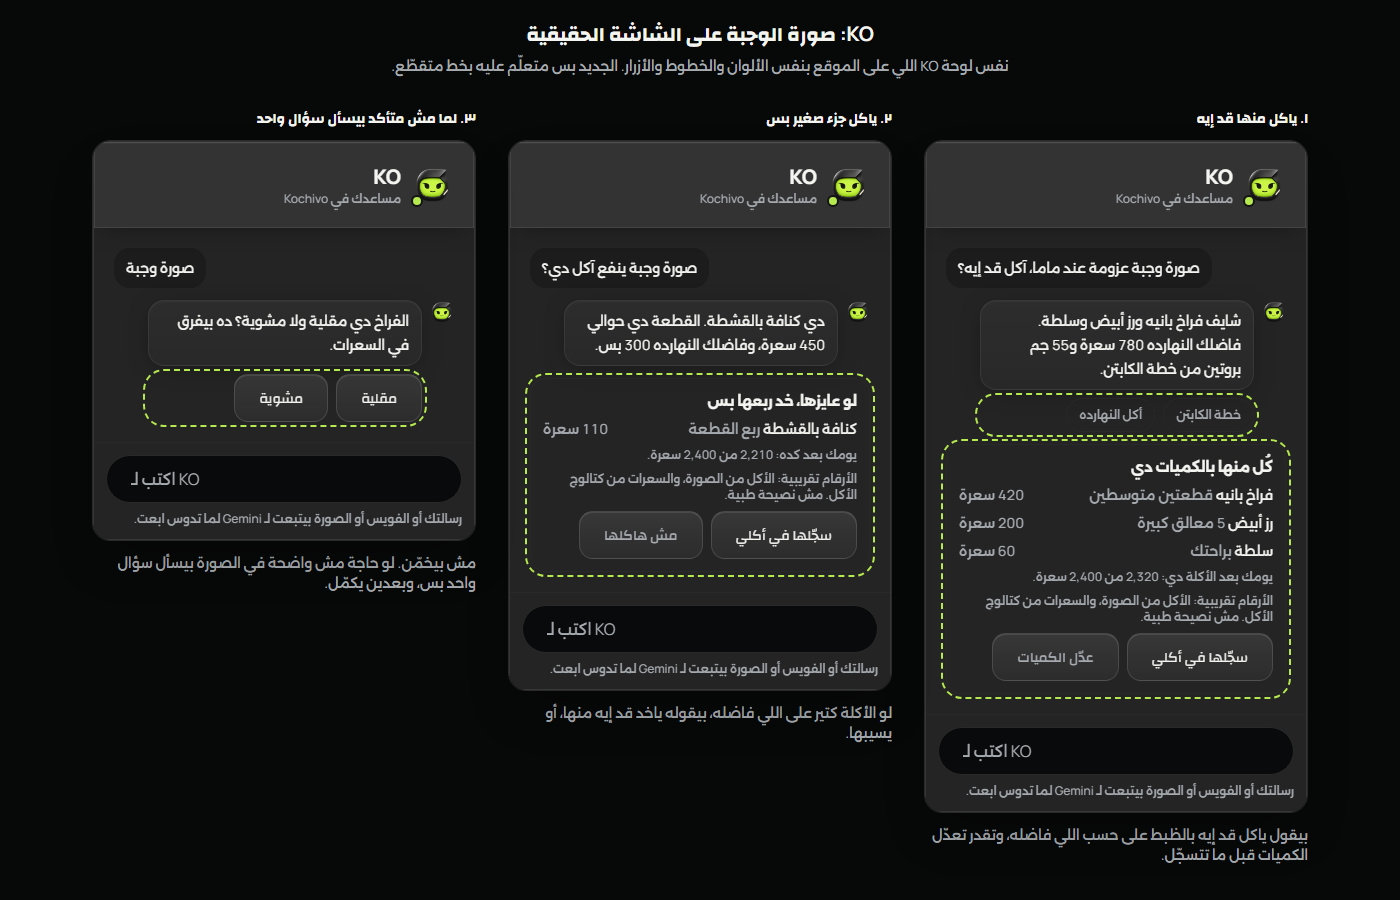 KO: صورة الوجبة على الشاشة الحقيقية
نفس لوحة KO اللي على الموقع بنفس الألوان والخطوط والأزرار. الجديد بس متعلّم عليه بخط متقطّع.
١. ياكل منها قد إيه
KO
مساعدك في Kochivo
صورة وجبة عزومة عند ماما، آكل قد إيه؟
شايف فراخ بانيه ورز أبيض وسلطة.
فاضلك النهارده 780 سعرة و55 جم
بروتين من خطة الكابتن.
خطة الكابتن
أكل النهارده
كُل منها بالكميات دي
فراخ بانيه قطعتين متوسطين 420 سعرة
رز أبيض 5 معالق كبيرة 200 سعرة
سلطة براحتك 60 سعرة
يومك بعد الأكلة دي: 2,320 من 2,400 سعرة.
الأرقام تقريبية: الأكل من الصورة، والسعرات من كتالوج
الأكل. مش نصيحة طبية.
سجّلها في أكلي
عدّل الكميات
اكتب لـ KO
رسالتك أو الفويس أو الصورة بيتبعت لـ Gemini لما تدوس ابعت.
بيقول ياكل قد إيه بالظبط على حسب اللي فاضله، وتقدر تعدّل
الكميات قبل ما تتسجّل.
٢. ياكل جزء صغير بس
KO
مساعدك في Kochivo
صورة وجبة ينفع آكل دي؟
دي كنافة بالقشطة. القطعة دي حوالي
450 سعرة، وفاضلك النهارده 300 بس.
لو عايزها، خد ربعها بس
كنافة بالقشطة ربع القطعة 110 سعرة
يومك بعد كده: 2,210 من 2,400 سعرة.
الأرقام تقريبية: الأكل من الصورة، والسعرات من كتالوج
الأكل. مش نصيحة طبية.
سجّلها في أكلي
مش هاكلها
اكتب لـ KO
رسالتك أو الفويس أو الصورة بيتبعت لـ Gemini لما تدوس ابعت.
لو الأكلة كتير على اللي فاضله، بيقوله ياخد قد إيه منها، أو
يسيبها.
٣. لما مش متأكد بيسأل سؤال واحد
KO
مساعدك في Kochivo
صورة وجبة
الفراخ دي مقلية ولا مشوية؟ ده بيفرق
في السعرات.
مقلية
مشوية
اكتب لـ KO
رسالتك أو الفويس أو الصورة بيتبعت لـ Gemini لما تدوس ابعت.
مش بيخمّن. لو حاجة مش واضحة في الصورة بيسأل سؤال
واحد بس، وبعدين يكمّل.